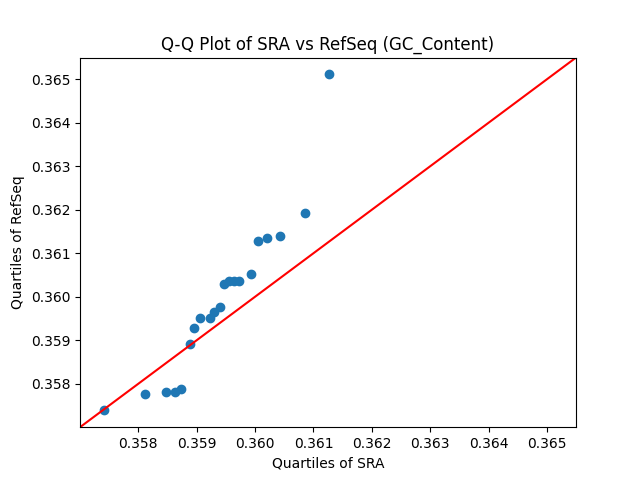 Q-Q Plot of SRA vs RefSeq (GC_Content)
Quartiles of RefSeq
0.365
0.364
0.363
0.362
0.361
0.360
0.359
0.358
0.358 0.359 0.360 0.361 0.362 0.363 0.364 0.365
Quartiles of SRA